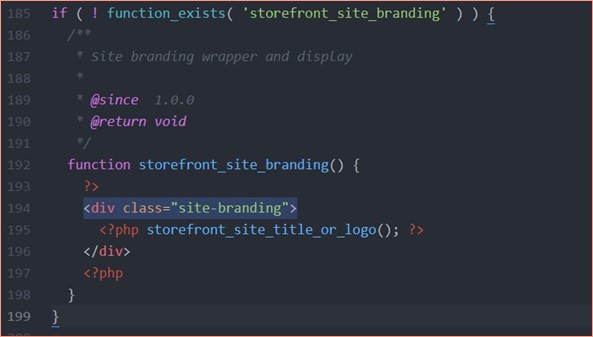 185 if ( ! function_exists( 'storefront_site_branding' ) ) {
186   /**
187    * Site branding wrapper and display
188    *
189    * @since  1.0.0
190    * @return void
191    */
192   function storefront_site_branding() {
193     ?>
194     <div class="site-branding">
195       <?php storefront_site_title_or_logo(); ?>
196     </div>
197     <?php
198   }
199 }